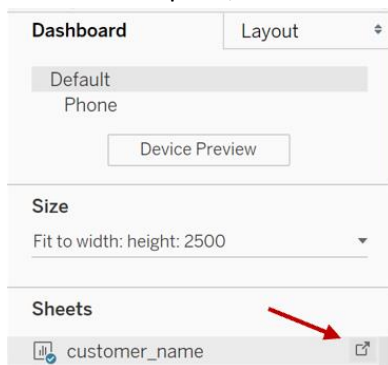 Dashboard Layout
Default
Phone
Device Preview
Size
Fit to width: height: 2500
Sheets
customer_name